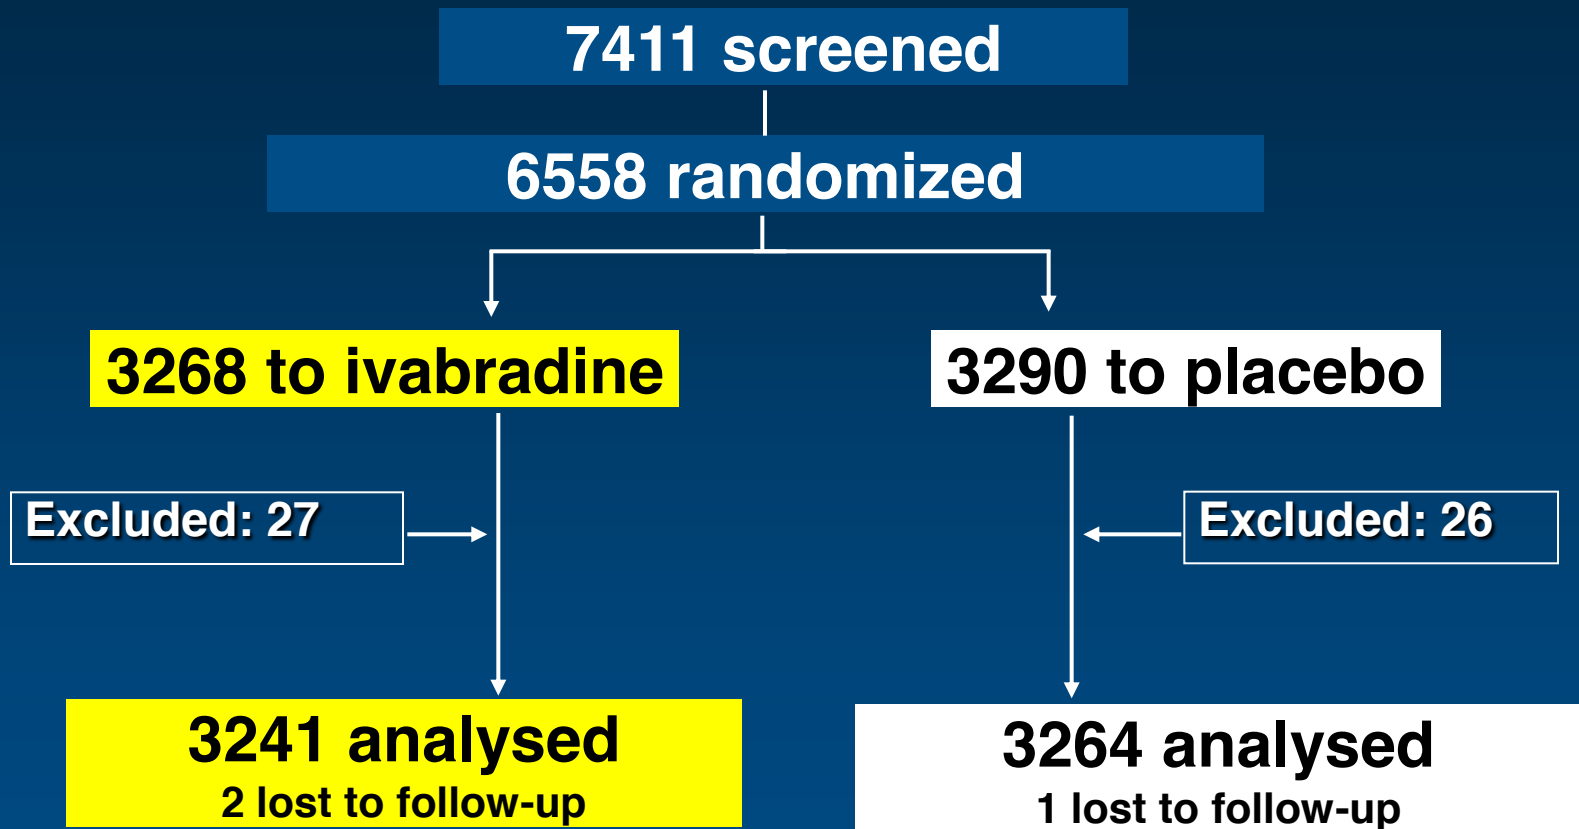 7411 screened
6558 randomized
3268 to ivabradine
3290 to placebo
Excluded: 27
Excluded: 26
3241 analysed
2 lost to follow-up
3264 analysed
1 lost to follow-up